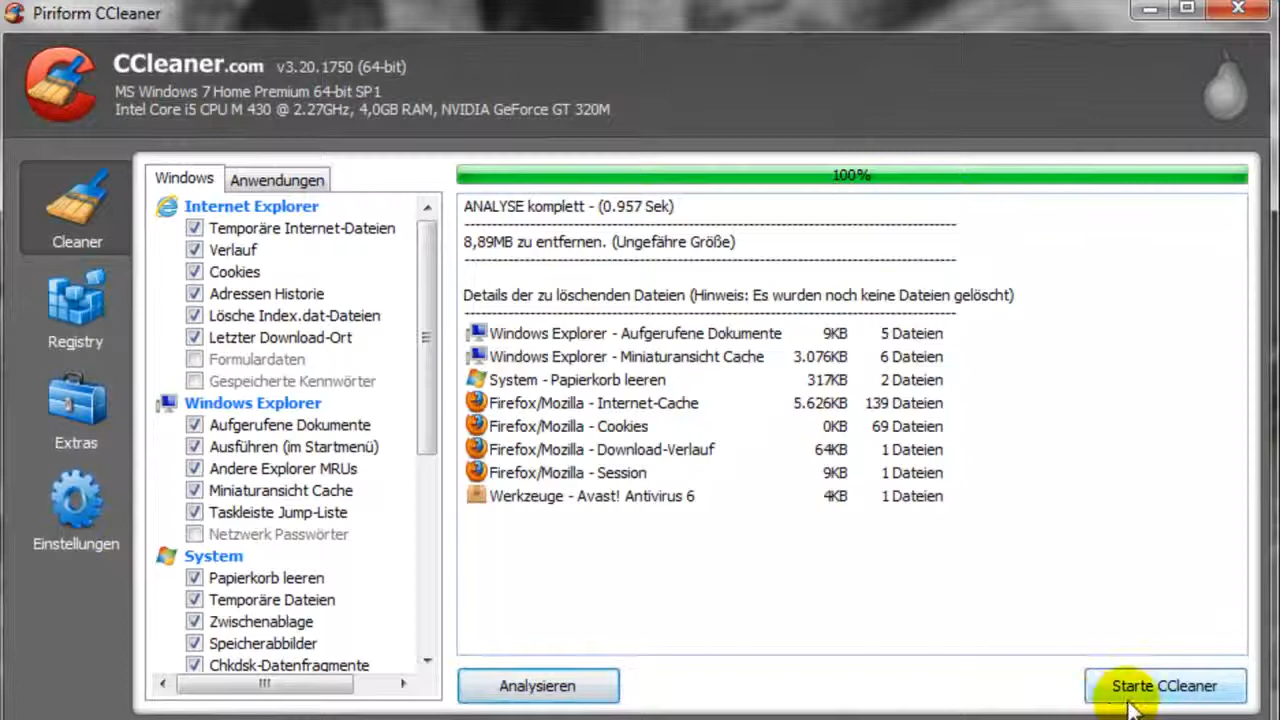 Piriform CCleaner
CCleaner.com v3.20.1750 (64-bit)
MS Windows 7 Home Premium 64-bit SP1
Intel Core i5 CPU M 430 @ 2.27GHz, 4,0GB RAM, NVIDIA GeForce GT 320M
Cleaner
Registry
Extras
Einstellungen
Windows Anwendungen
Internet Explorer
Temporäre Internet-Dateien
Verlauf
Cookies
Adressen Historie
Lösche Index.dat-Dateien
Letzter Download-Ort
Formulardaten
Gespeicherte Kennwörter
Windows Explorer
Aufgerufene Dokumente
Ausführen (im Startmenü)
Andere Explorer MRUs
Miniaturansicht Cache
Taskleiste Jump-Liste
Netzwerk Passwörter
System
Papierkorb leeren
Temporäre Dateien
Zwischenablage
Speicherabbilder
Chkdsk-Datenfragmente
100%
ANALYSE komplett - (0.957 Sek)
8,89MB zu entfernen. (Ungefähre Größe)
Details der zu löschenden Dateien (Hinweis: Es wurden noch keine Dateien gelöscht)
Windows Explorer - Aufgerufene Dokumente 9KB 5 Dateien
Windows Explorer - Miniaturansicht Cache 3.076KB 6 Dateien
System - Papierkorb leeren 317KB 2 Dateien
Firefox/Mozilla - Internet-Cache 5.626KB 139 Dateien
Firefox/Mozilla - Cookies 0KB 69 Dateien
Firefox/Mozilla - Download-Verlauf 64KB 1 Dateien
Firefox/Mozilla - Session 9KB 1 Dateien
Werkzeuge - Avast! Antivirus 6 4KB 1 Dateien
Analysieren
Starte CCleaner